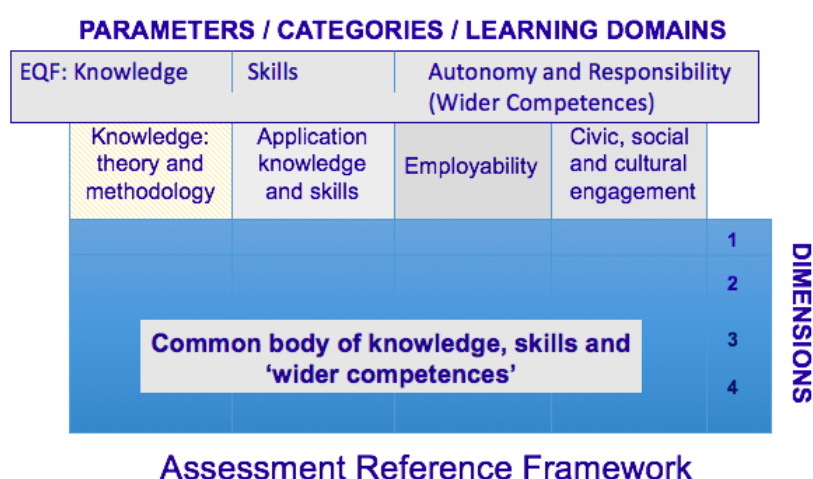 PARAMETERS / CATEGORIES / LEARNING DOMAINS
EQF: Knowledge
Skills
Autonomy and Responsibility
(Wider Competences)
Knowledge:
theory and
methodology
Application
knowledge
and skills
Employability
Civic, social
and cultural
engagement
1
2
3
4
DIMENSIONS
Common body of knowledge, skills and
‘wider competences’
Assessment Reference Framework